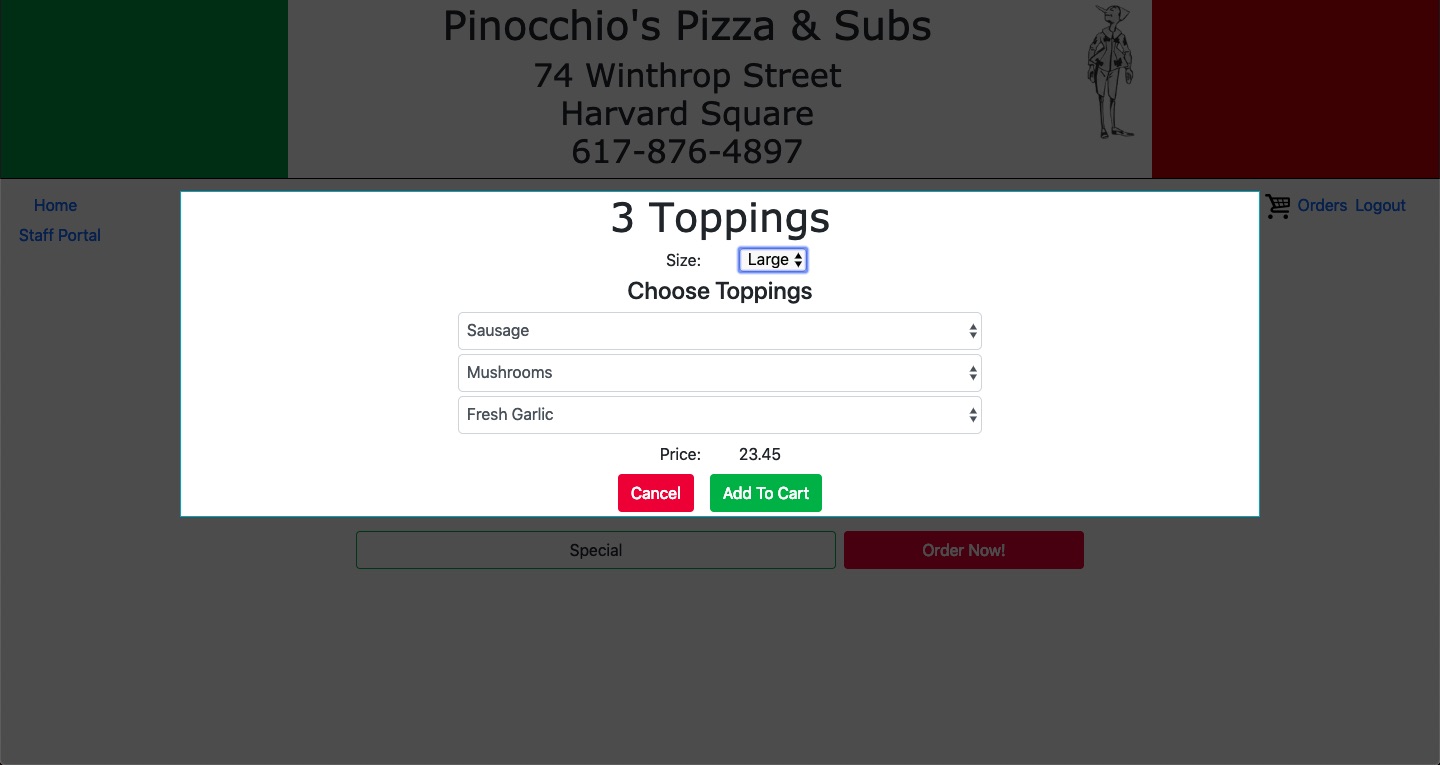 Pinocchio's Pizza & Subs
74 Winthrop Street
Harvard Square
617-876-4897
Home
Staff Portal
Orders Logout
3 Toppings
Size: Large
Choose Toppings
Sausage
Mushrooms
Fresh Garlic
Price: 23.45
Cancel Add To Cart
Special Order Now!